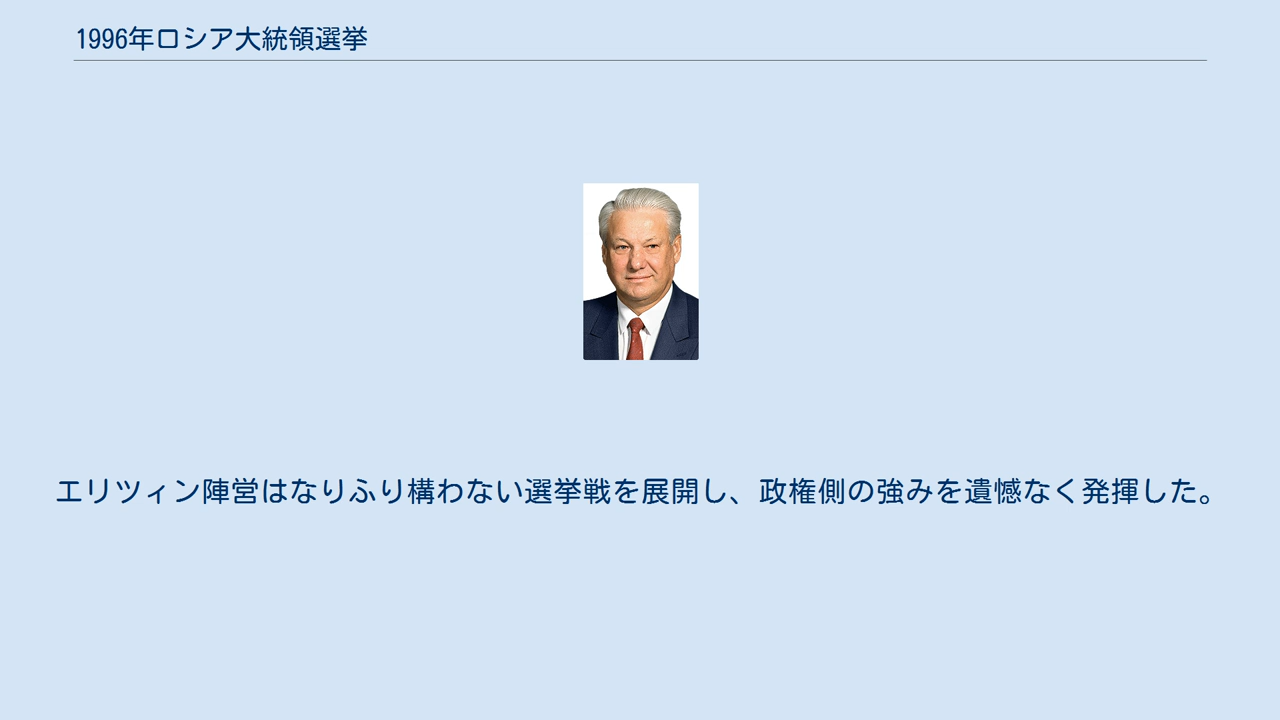 1996年ロシア大統領選挙
エリツィン陣営はなりふり構わない選挙戦を展開し、政権側の強みを遺憾なく発揮した。